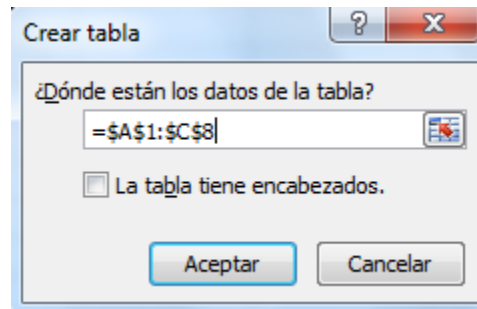 Crear tabla
¿Dónde están los datos de la tabla?
=$A$1:$C$8
La tabla tiene encabezados.
Aceptar Cancelar